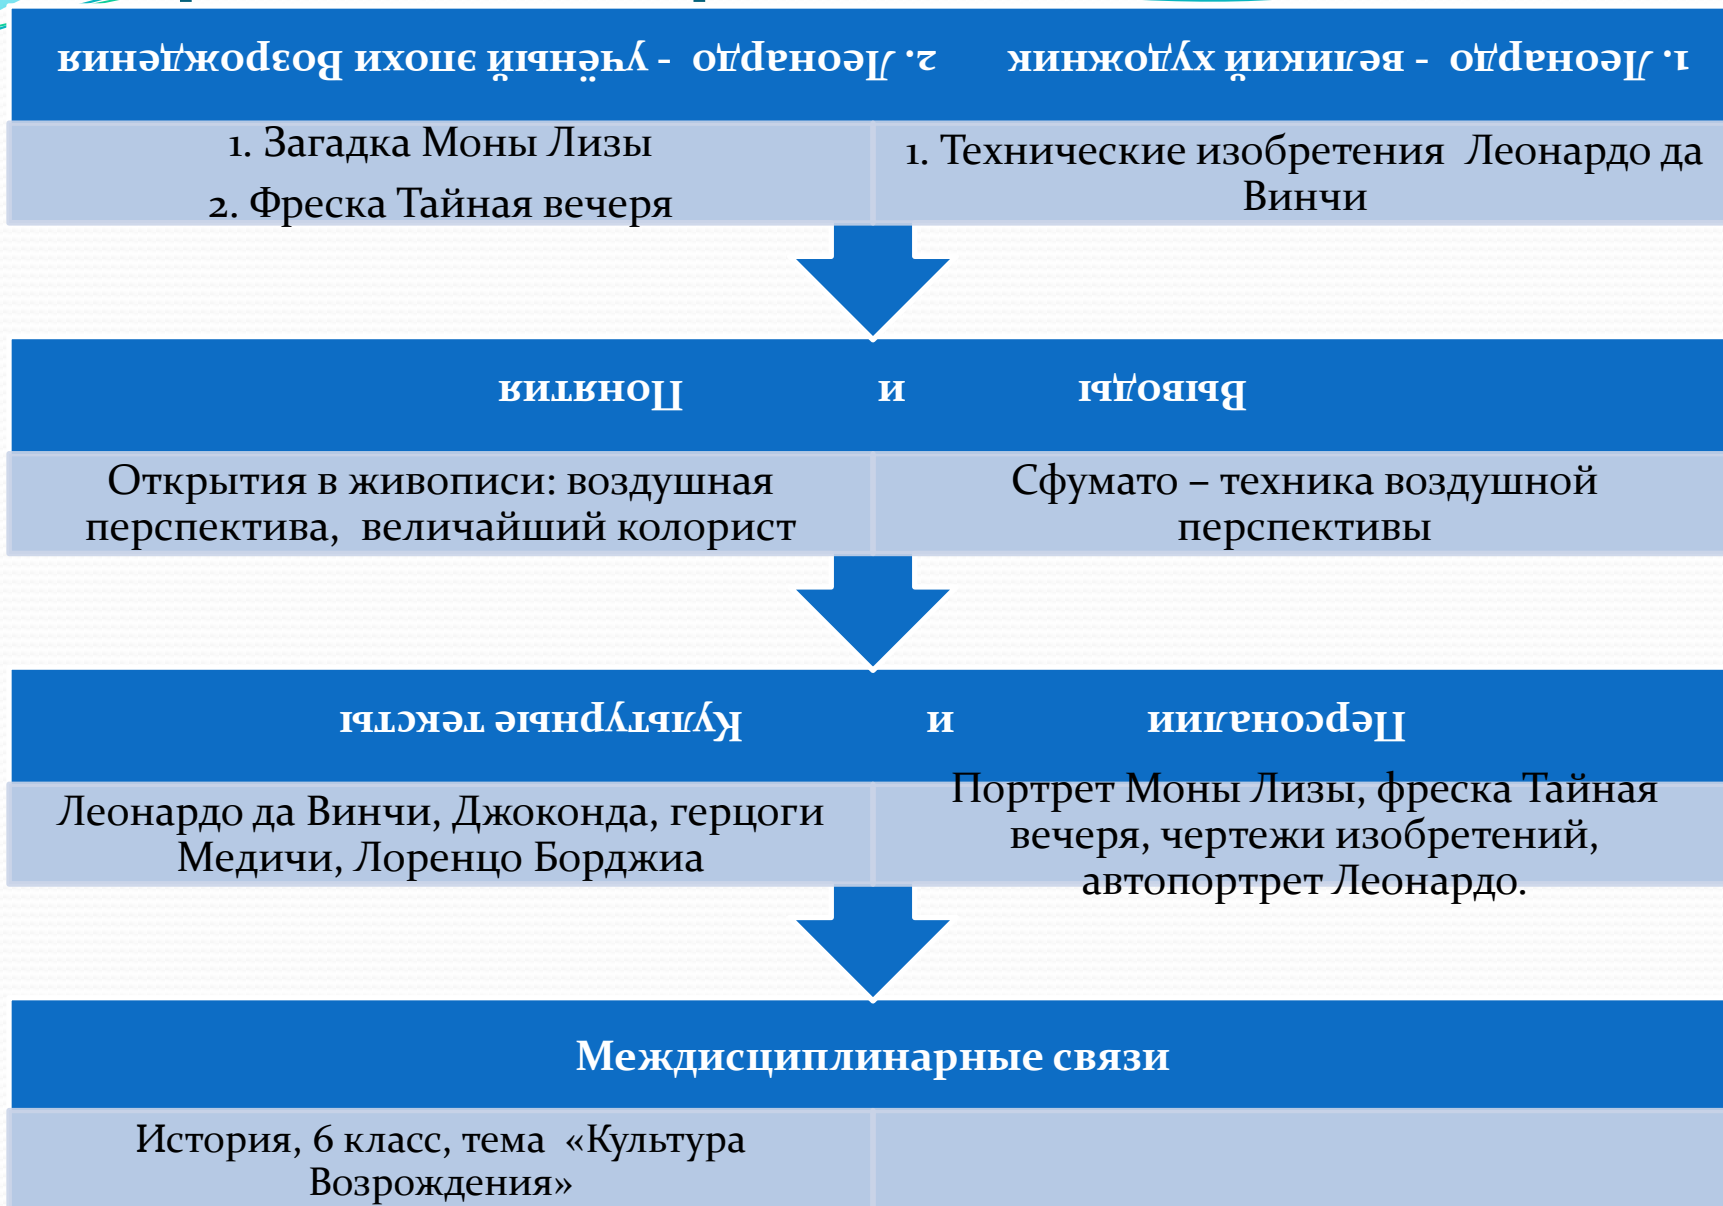 1. Леонардо - великий художник 2. Леонардо - учёный эпохи Возрождения
1. Загадка Моны Лизы
2. Фреска Тайная вечеря
1. Технические изобретения Леонардо да
Винчи
Выводы и Понятия
Открытия в живописи: воздушная
перспектива, величайший колорист
Сфумато – техника воздушной
перспективы
Персоналии и Культурные тексты
Леонардо да Винчи, Джоконда, герцоги
Медичи, Лоренцо Борджиа
Портрет Моны Лизы, фреска Тайная
вечеря, чертежи изобретений,
автопортрет Леонардо.
Междисциплинарные связи
История, 6 класс, тема «Культура
Возрождения»